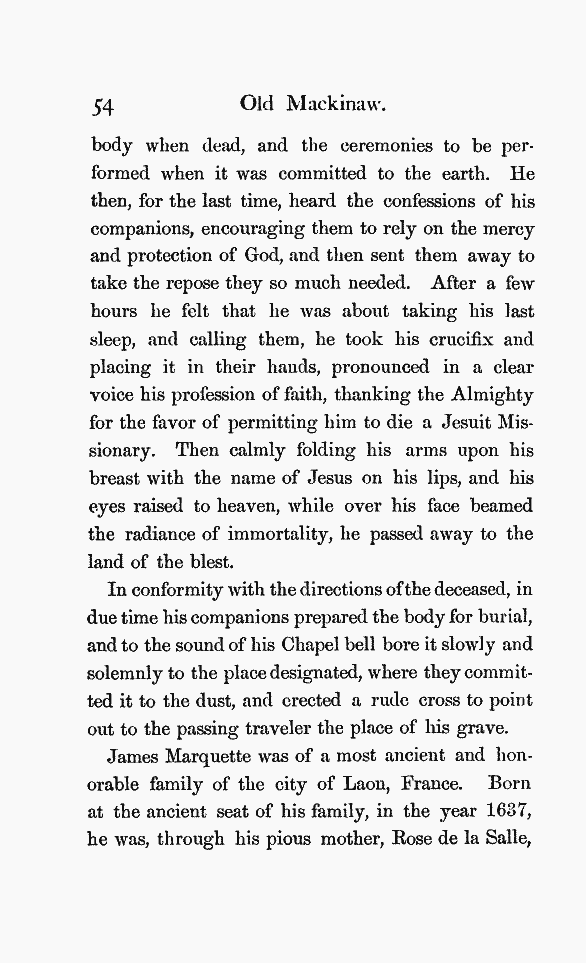 54 Old Mackinaw.
body when dead, and the ceremonies to be per-
formed when it was committed to the earth. He
then, for the last time, heard the confessions of his
companions, encouraging them to rely on the mercy
and protection of God, and then sent them away to
take the repose they so much needed. After a few
hours he felt that he was about taking his last
sleep, and calling them, he took his crucifix and
placing it in their hands, pronounced in a clear
voice his profession of faith, thanking the Almighty
for the favor of permitting him to die a Jesuit Mis-
sionary. Then calmly folding his arms upon his
breast with the name of Jesus on his lips, and his
eyes raised to heaven, while over his face beamed
the radiance of immortality, he passed away to the
land of the blest.
In conformity with the directions of the deceased, in
due time his companions prepared the body for burial,
and to the sound of his Chapel bell bore it slowly and
solemnly to the place designated, where they commit-
ted it to the dust, and erected a rude cross to point
out to the passing traveler the place of his grave.
James Marquette was of a most ancient and hon-
orable family of the city of Laon, France. Born
at the ancient seat of his family, in the year 1637,
he was, through his pious mother, Rose de la Salle,